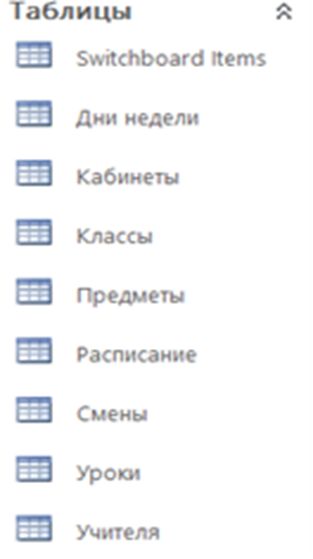 Таблицы
Switchboard Items
Дни недели
Кабинеты
Классы
Предметы
Расписание
Смены
Уроки
Учителя